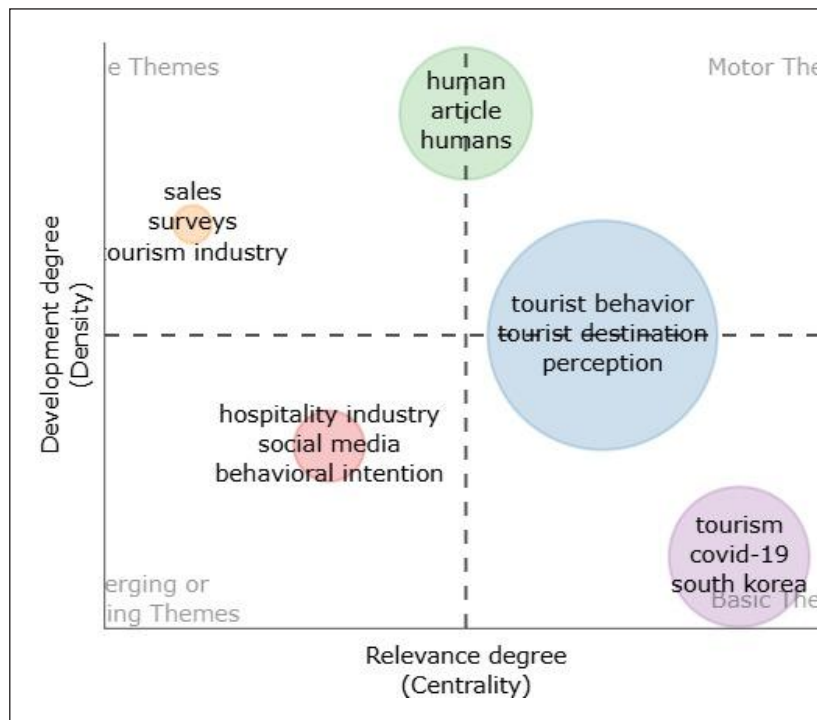 e Themes
Motor The
human
article
humans
sales
surveys
tourism industry
tourist behavior
tourist destination
perception
hospitality industry
social media
behavioral intention
tourism
covid-19
south korea
erging or
ing Themes
Basic The
Development degree
(Density)
Relevance degree
(Centrality)